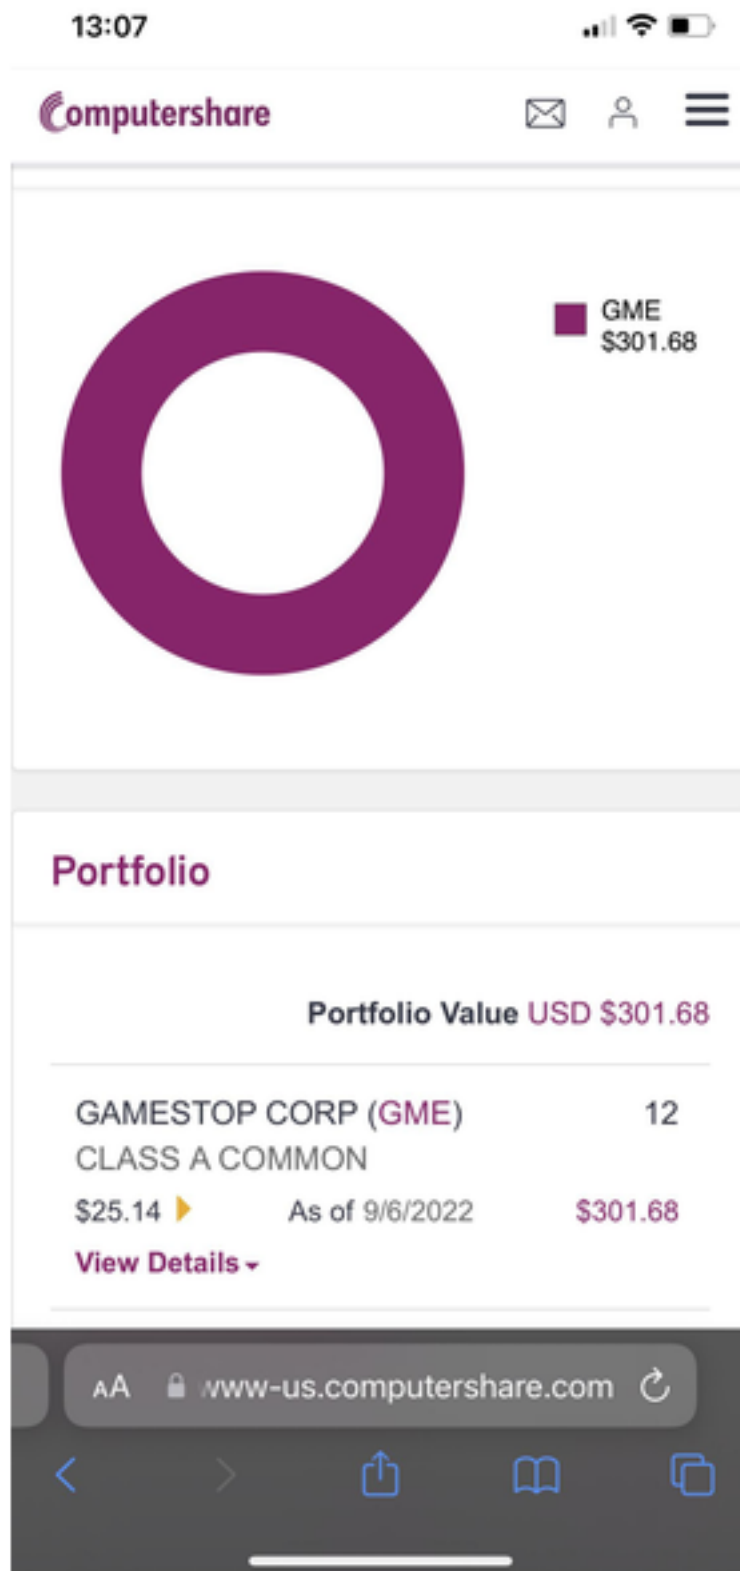 13:07
Computershare
GME
$301.68
Portfolio
Portfolio Value USD $301.68
GAMESTOP CORP (GME) 12
CLASS A COMMON
$25.14 As of 9/6/2022 $301.68
View Details
AA www-us.computershare.com